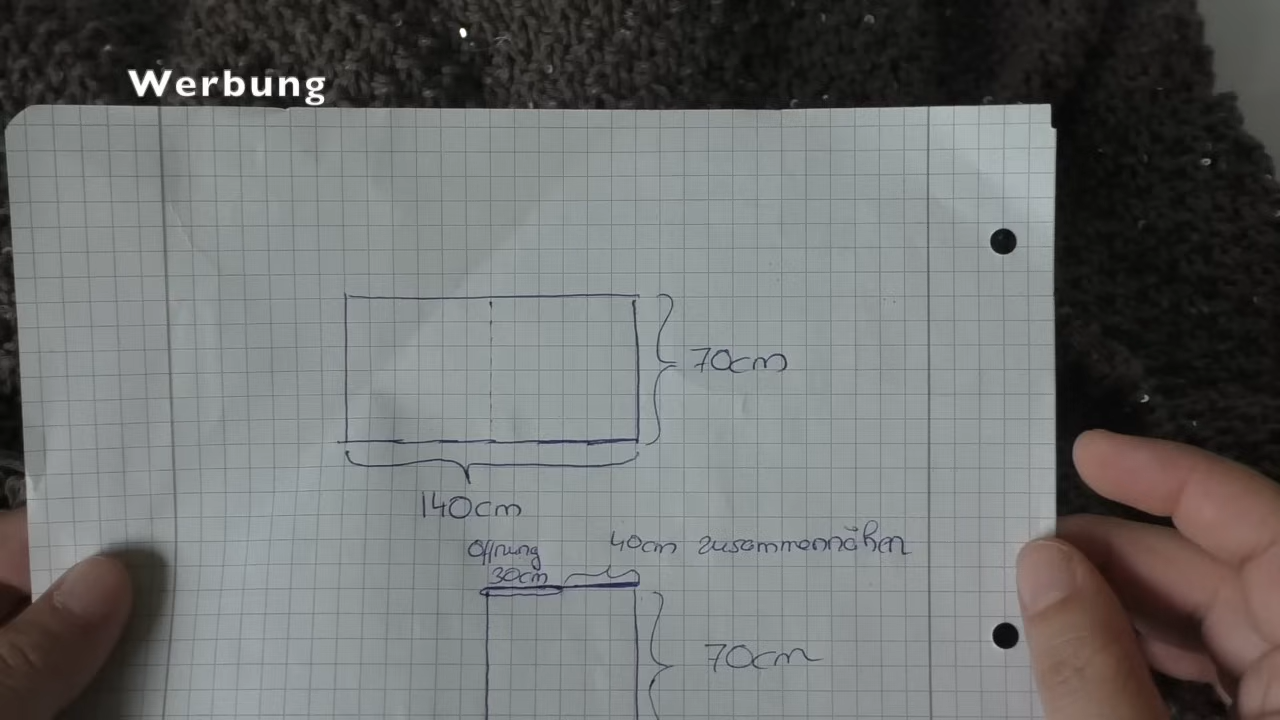 Werbung
70cm
140cm
Öffnung
30cm
40cm zusammennähen
70cm